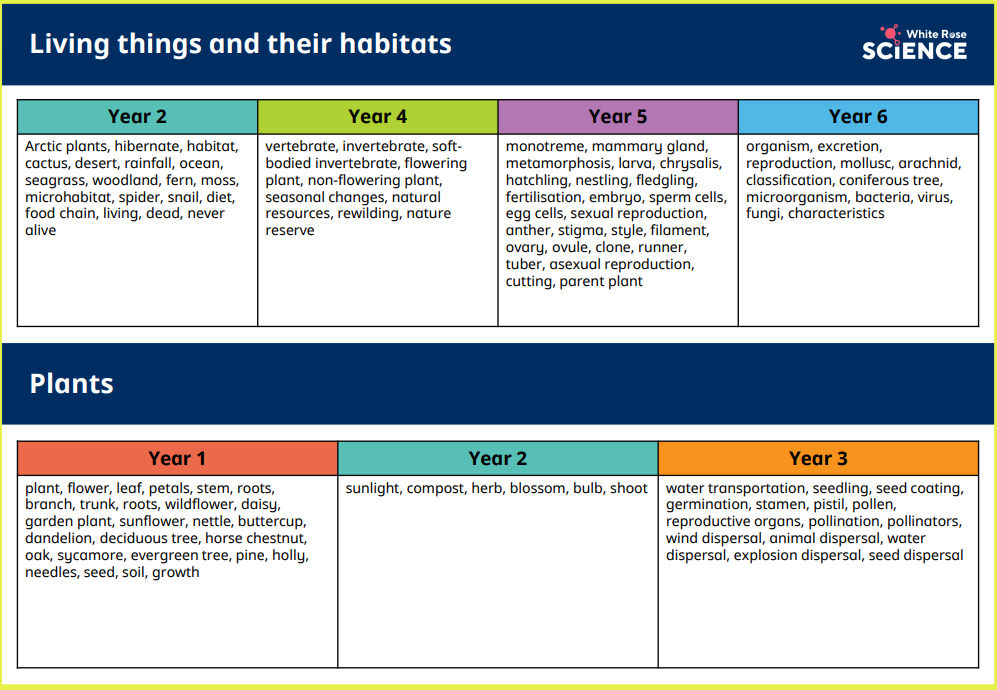 Living things and their habitats
White Rose
SCIENCE
Year 2
Arctic plants, hibernate, habitat,
cactus, desert, rainfall, ocean,
seagrass, woodland, fern, moss,
microhabitat, spider, snail, diet,
food chain, living, dead, never
alive
Year 4
vertebrate, invertebrate, soft-
bodied invertebrate, flowering
plant, non-flowering plant,
seasonal changes, natural
resources, rewilding, nature
reserve
Year 5
monotreme, mammary gland,
metamorphosis, larva, chrysalis,
hatchling, nestling, fledgling,
fertilisation, embryo, sperm cells,
egg cells, sexual reproduction,
anther, stigma, style, filament,
ovary, ovule, clone, runner,
tuber, asexual reproduction,
cutting, parent plant
Year 6
organism, excretion,
reproduction, mollusc, arachnid,
classification, coniferous tree,
microorganism, bacteria, virus,
fungi, characteristics
Plants
Year 1
plant, flower, leaf, petals, stem, roots,
branch, trunk, roots, wildflower, daisy,
garden plant, sunflower, nettle, buttercup,
dandelion, deciduous tree, horse chestnut,
oak, sycamore, evergreen tree, pine, holly,
needles, seed, soil, growth
Year 2
sunlight, compost, herb, blossom, bulb, shoot
Year 3
water transportation, seedling, seed coating,
germination, stamen, pistil, pollen,
reproductive organs, pollination, pollinators,
wind dispersal, animal dispersal, water
dispersal, explosion dispersal, seed dispersal